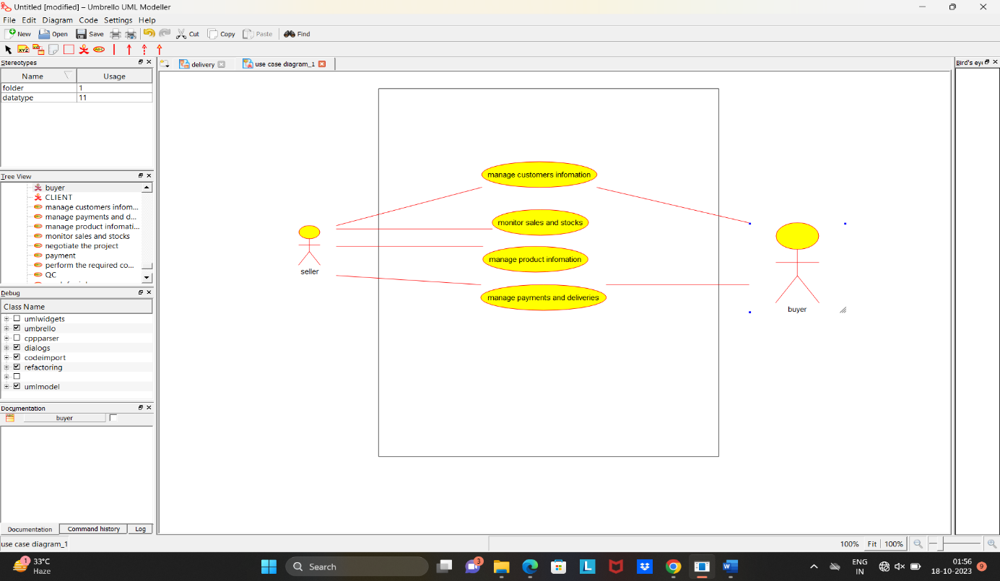 Untitled [modified] – Umbrello UML Modeller
File Edit Diagram Code Settings Help
New Open Save Cut Copy Paste Find
Stereotypes
Name Usage
folder 1
datatype 11
delivery use case diagram_1
Bird's eye
Tree View
buyer
CLIENT
manage customers infom...
manage payments and d...
manage product infomati...
monitor sales and stocks
negotiate the project
payment
perform the required co...
QC
Debug
Class Name
umlwidgets
umbrello
cppparser
dialogs
codeimport
refactoring
umlmodel
Documentation
buyer
Documentation Command history Log
manage customers infomation
monitor sales and stocks
manage product infomation
manage payments and deliveries
seller
buyer
use case diagram_1
100% Fit 100%
1
33°C
Haze
Search
3
ENG
IN
01:56
18-10-2023
9